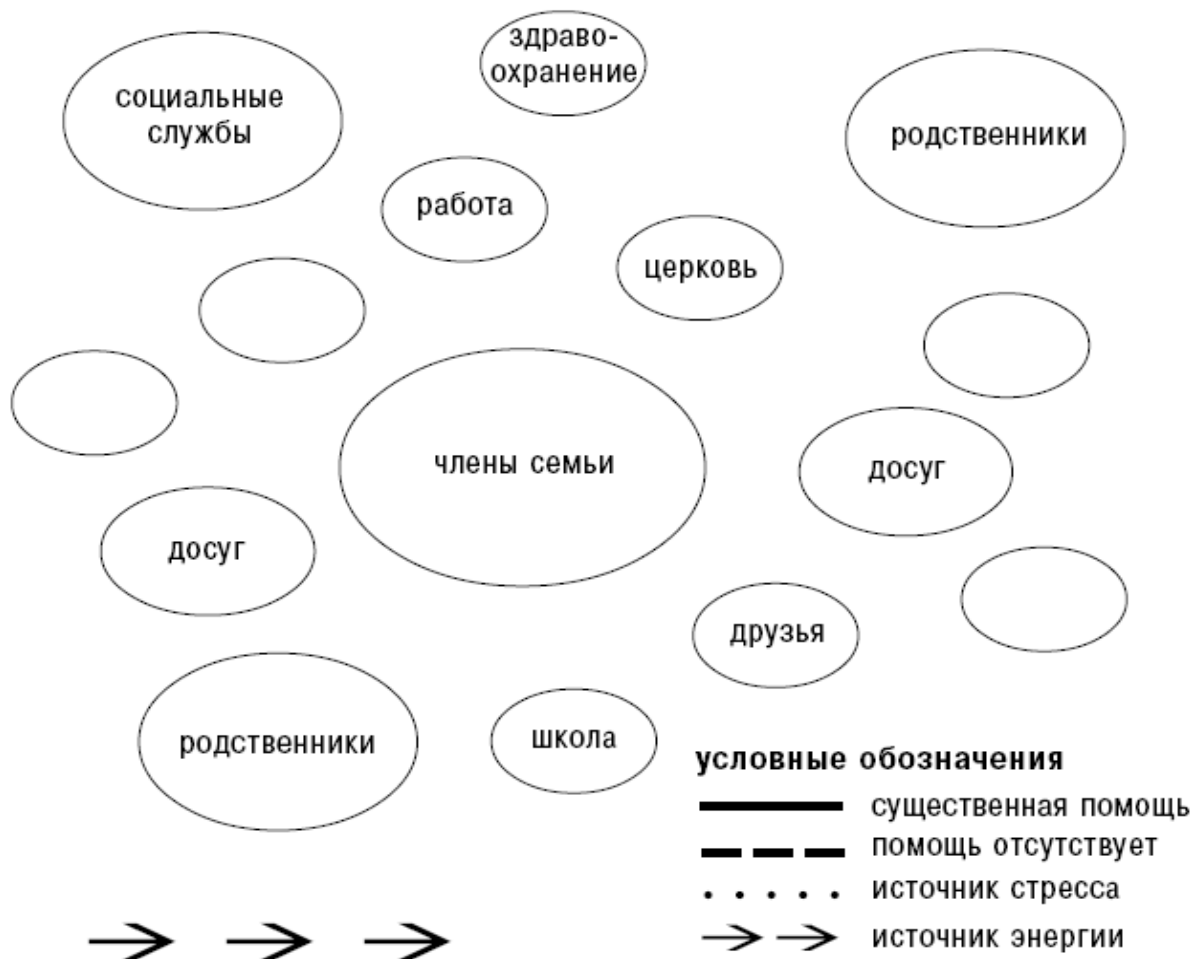 здраво-
охранение
социальные
службы
родственники
работа
церковь
члены семьи
досуг
досуг
друзья
родственники
школа
условные обозначения
существенная помощь
помощь отсутствует
источник стресса
источник энергии